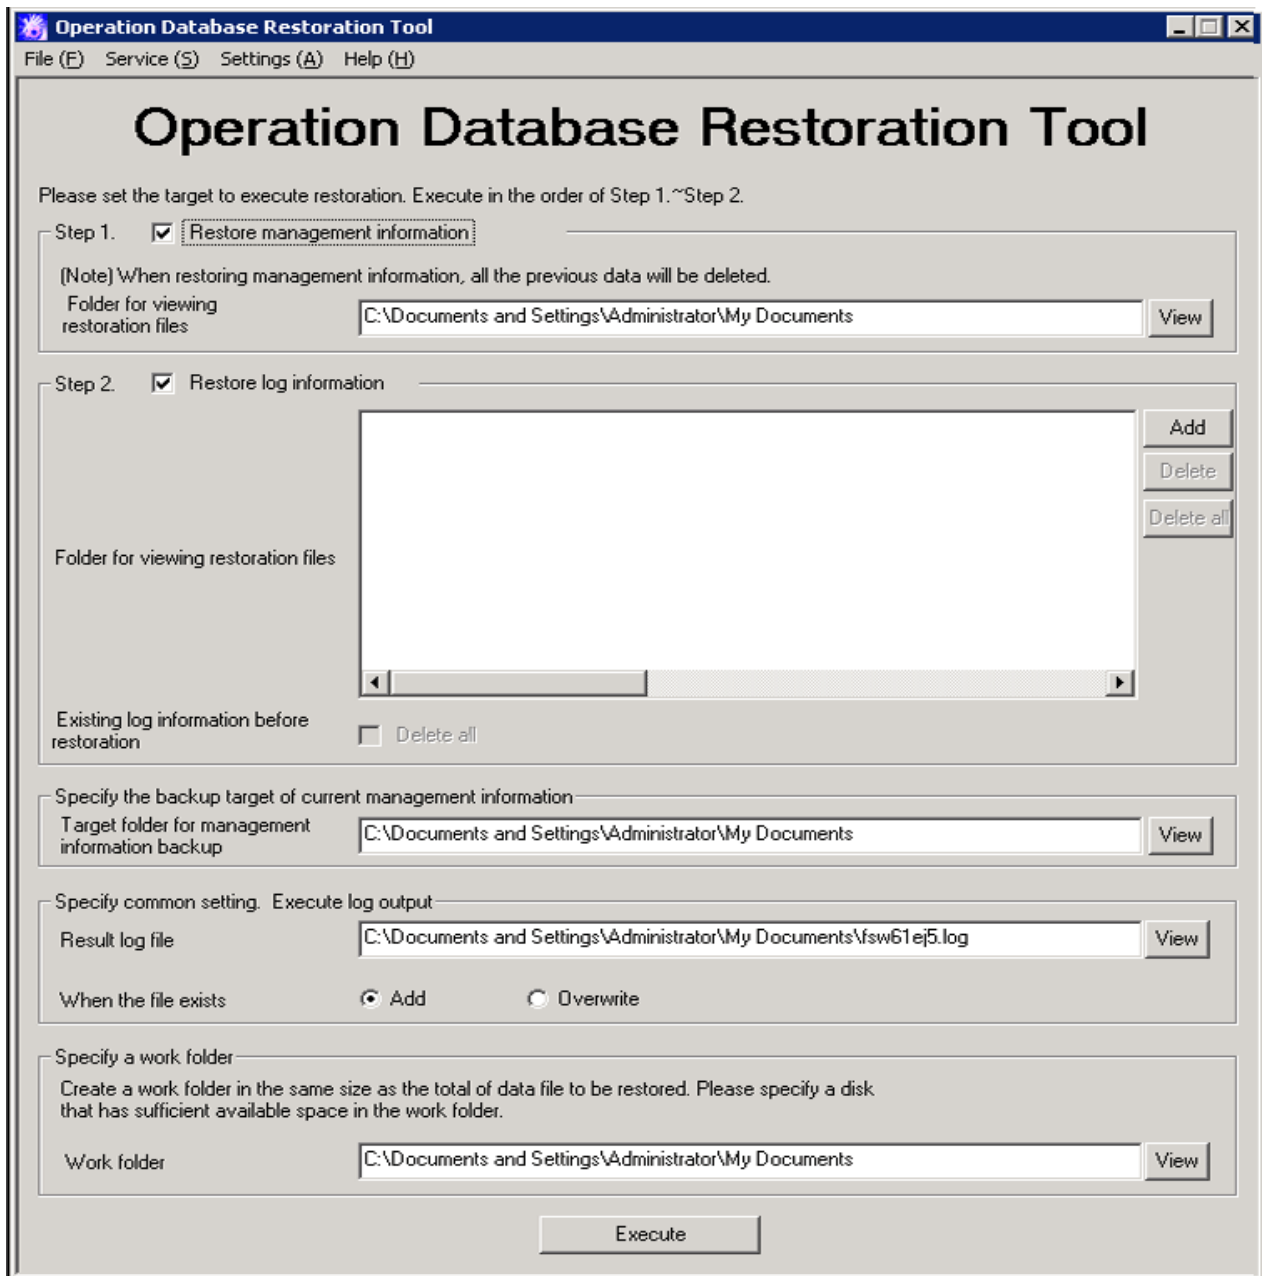 Operation Database Restoration Tool
File (F) Service (S) Settings (A) Help (H)
Operation Database Restoration Tool
Please set the target to execute restoration. Execute in the order of Step 1.~Step 2.
Step 1. Restore management information
(Note) When restoring management information, all the previous data will be deleted.
Folder for viewing
restoration files
C:\Documents and Settings\Administrator\My Documents
View
Step 2. Restore log information
Add
Delete
Delete all
Folder for viewing restoration files
Existing log information before
restoration
Delete all
Specify the backup target of current management information
Target folder for management
information backup
C:\Documents and Settings\Administrator\My Documents
View
Specify common setting. Execute log output
Result log file
C:\Documents and Settings\Administrator\My Documents\fsw61ej5.log
View
When the file exists
Add
Overwrite
Specify a work folder
Create a work folder in the same size as the total of data file to be restored. Please specify a disk
that has sufficient available space in the work folder.
Work folder
C:\Documents and Settings\Administrator\My Documents
View
Execute